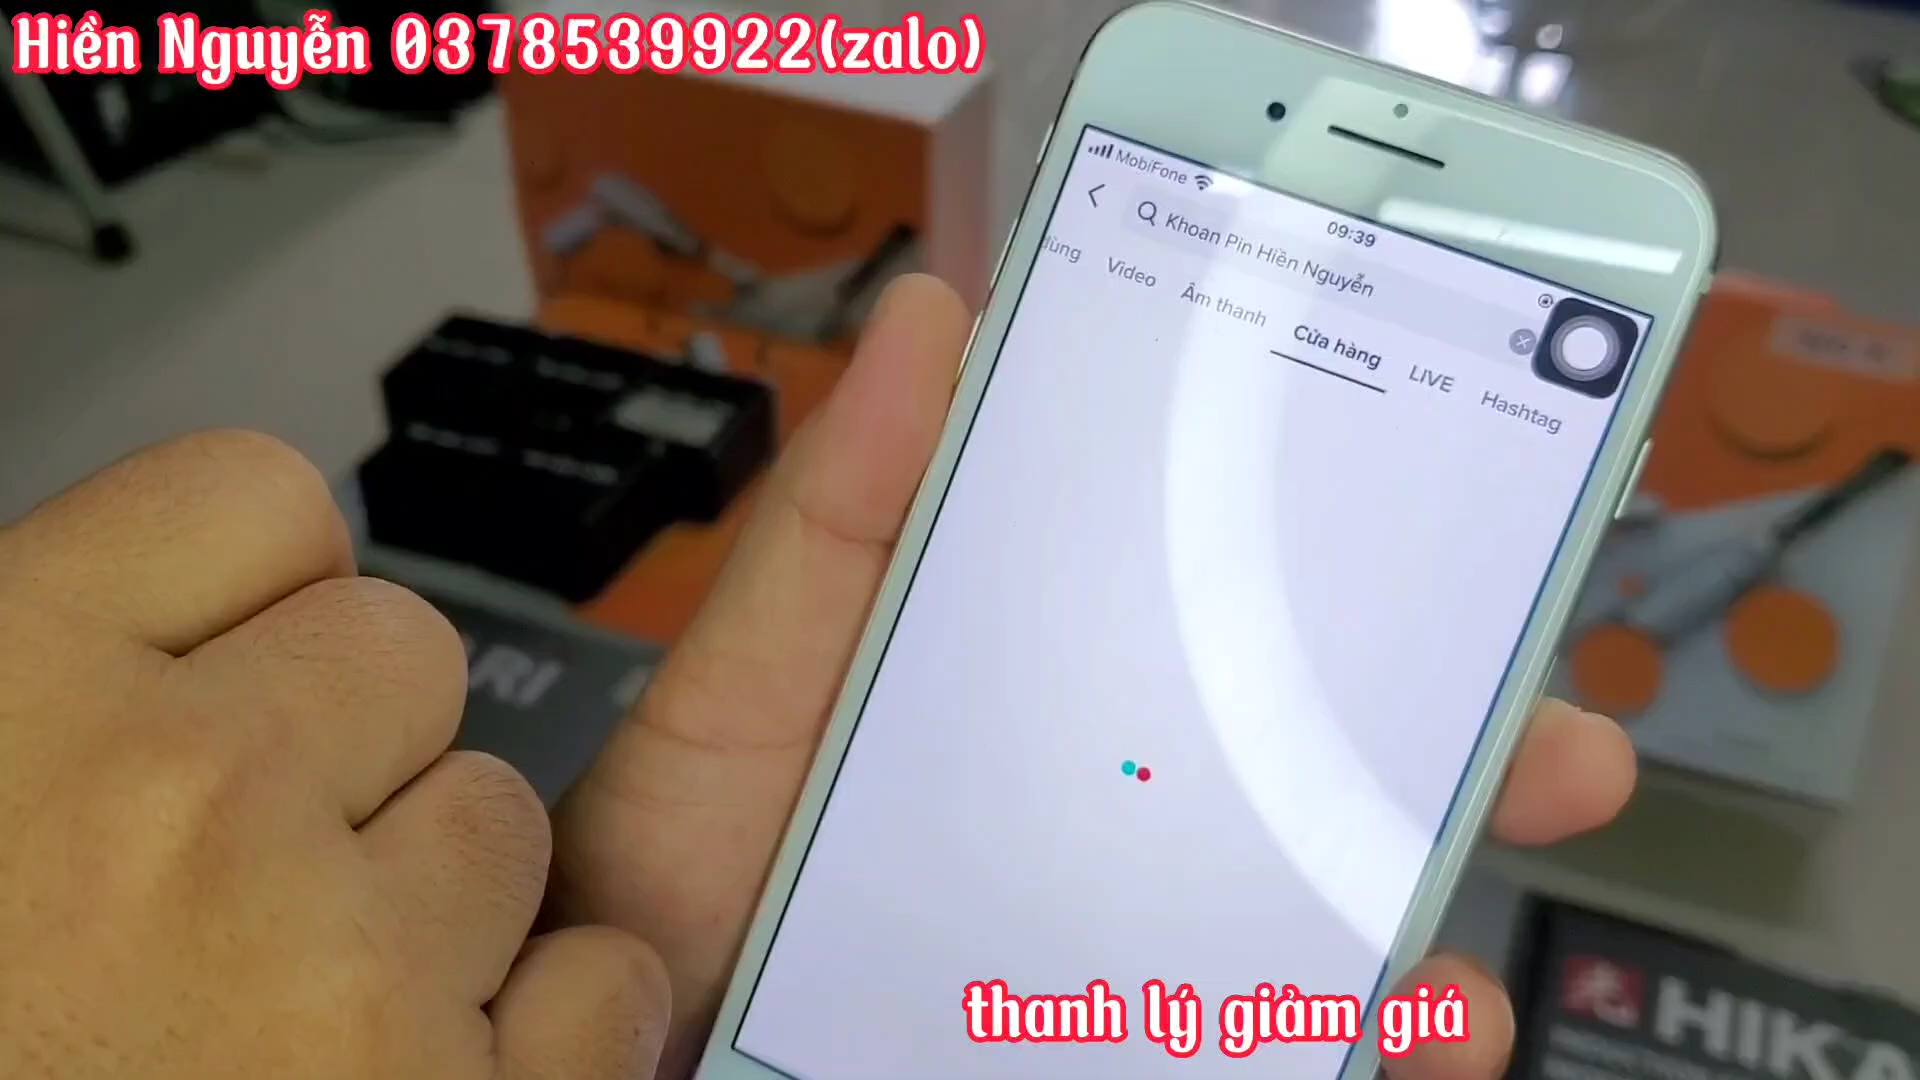 Hiền Nguyễn 0378539922(zalo)
MobiFone
09:39
Khoan Pin Hiền Nguyễn
Video
Âm thanh
Cửa hàng
LIVE
Hashtag
thanh lý giảm giá